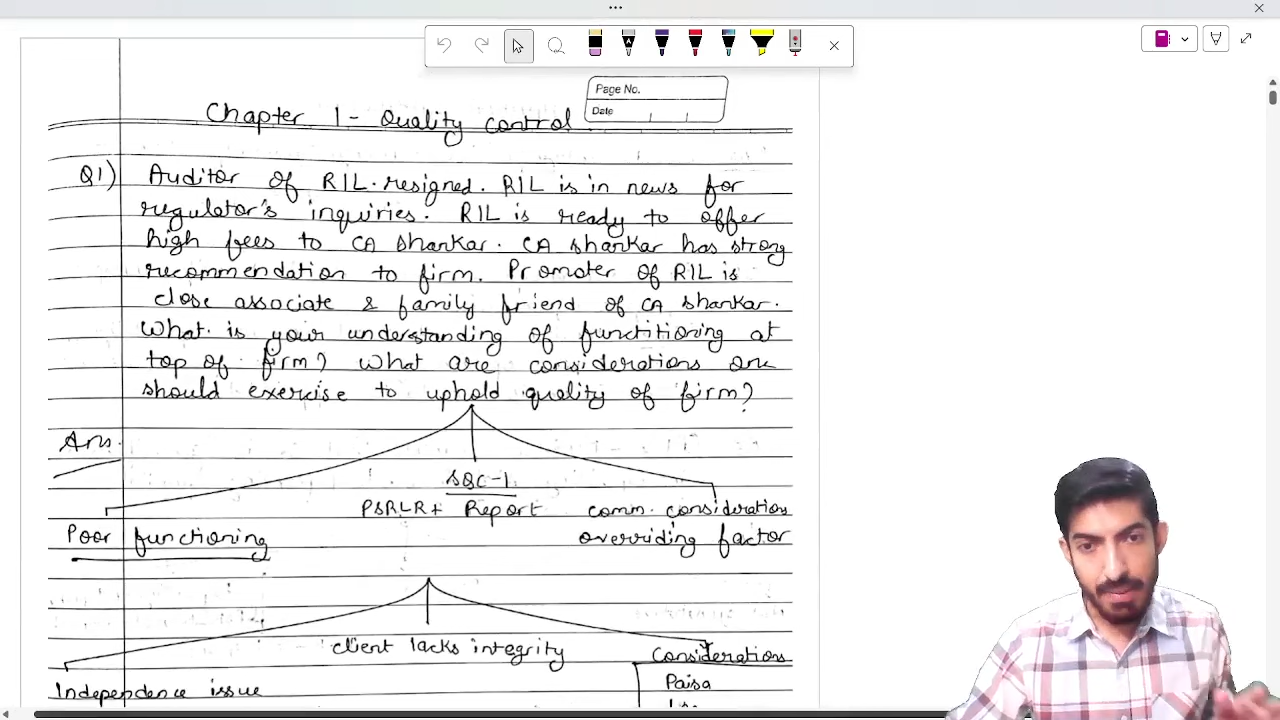 Page No.
Date
Chapter 1 - Quality control
Q1) Auditor of RIL resigned. RIL is in news for
regulator's inquiries. RIL is ready to offer
high fees to CA Shankar. CA Shankar has strong
recommendation to firm. Promoter of RIL is
close associate & family friend of CA Shankar.
What is your understanding of functitioning at
top of firm? What are considerations one
should exercise to uphold quality of firm?
Ans.
SQC-1
PSRLR+ Report
comm. consideration
Poor functioning
overriding factor
client lacks integrity
Considerations
Independence issue
Paisa